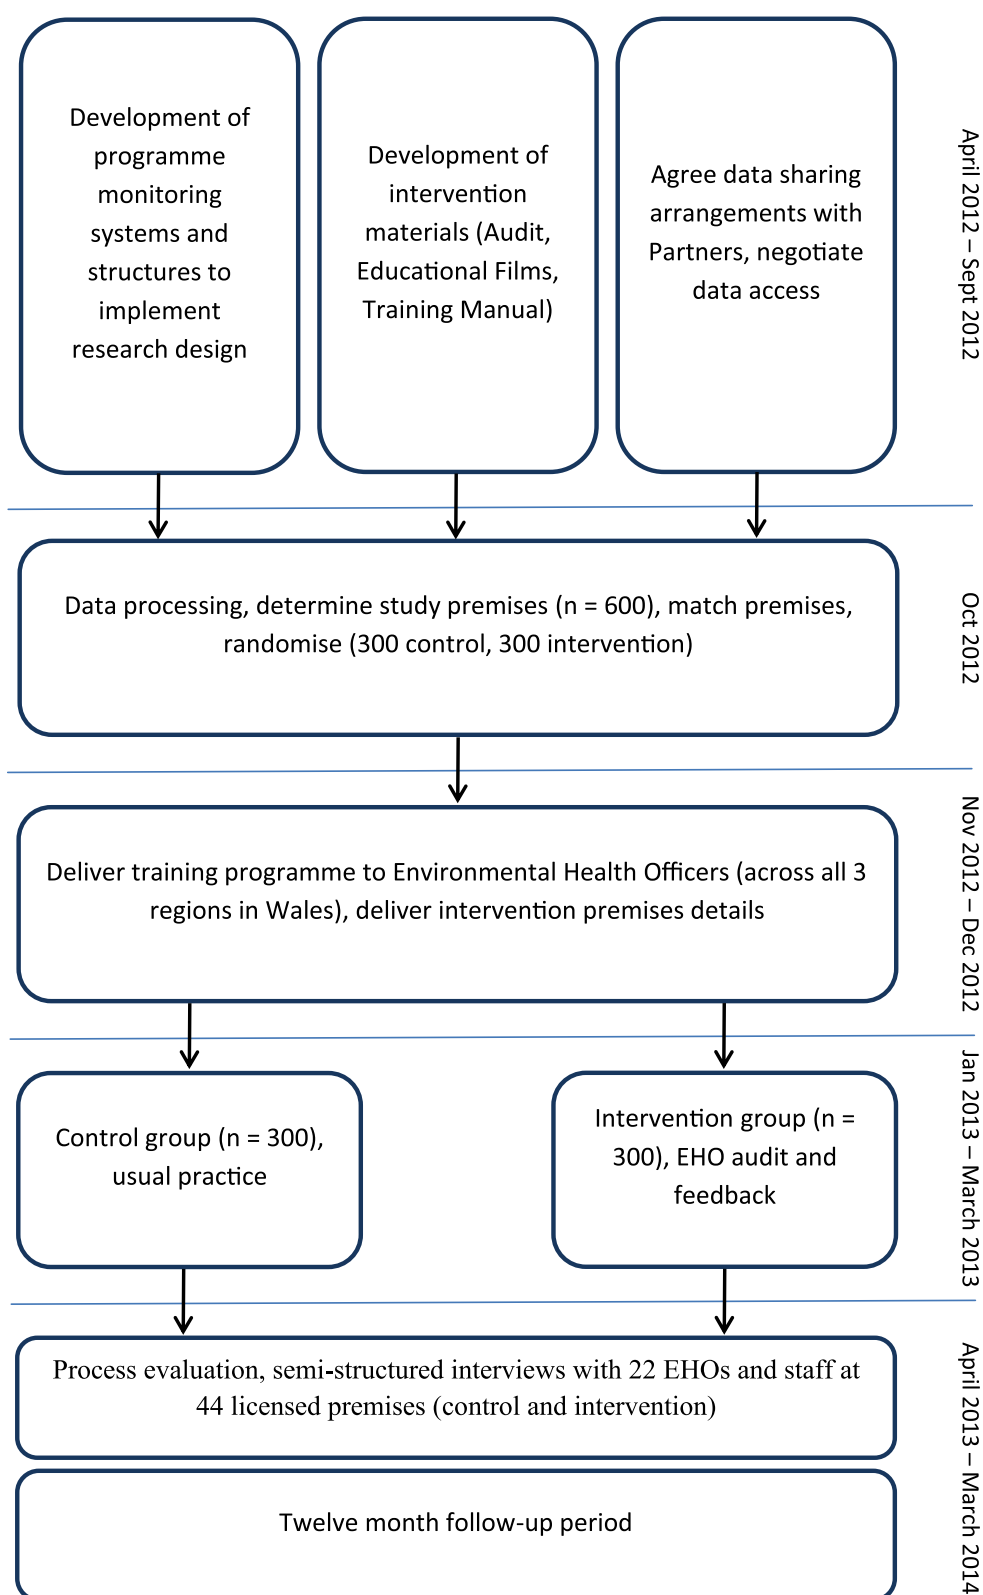 Development of
programme
monitoring
systems and
structures to
implement
research design
Development of
intervention
materials (Audit,
Educational Films,
Training Manual)
Agree data sharing
arrangements with
Partners, negotiate
data access
April 2012 – Sept 2012
Data processing, determine study premises (n = 600), match premises,
randomise (300 control, 300 intervention)
Oct 2012
Deliver training programme to Environmental Health Officers (across all 3
regions in Wales), deliver intervention premises details
Nov 2012 – Dec 2012
Control group (n = 300),
usual practice
Intervention group (n =
300), EHO audit and
feedback
Jan 2013 – March 2013
Process evaluation, semi-structured interviews with 22 EHOs and staff at
44 licensed premises (control and intervention)
Twelve month follow-up period
April 2013 – March 2014